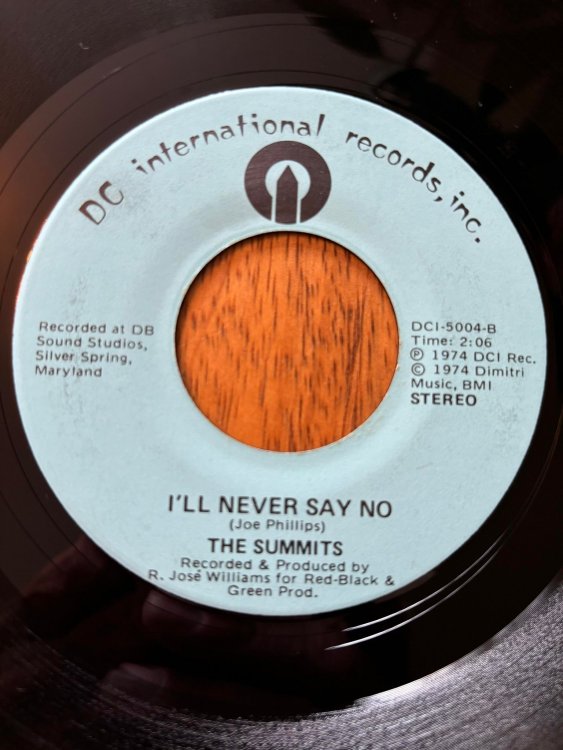 DC international records, inc.
Recorded at DB
Sound Studios,
Silver Spring,
Maryland
DCI-5004-B
Time: 2:06
℗ 1974 DCI Rec.
© 1974 Dimitri
Music, BMI
STEREO
I'LL NEVER SAY NO
(Joe Phillips)
THE SUMMITS
Recorded & Produced by
R. José Williams for Red-Black &
Green Prod.